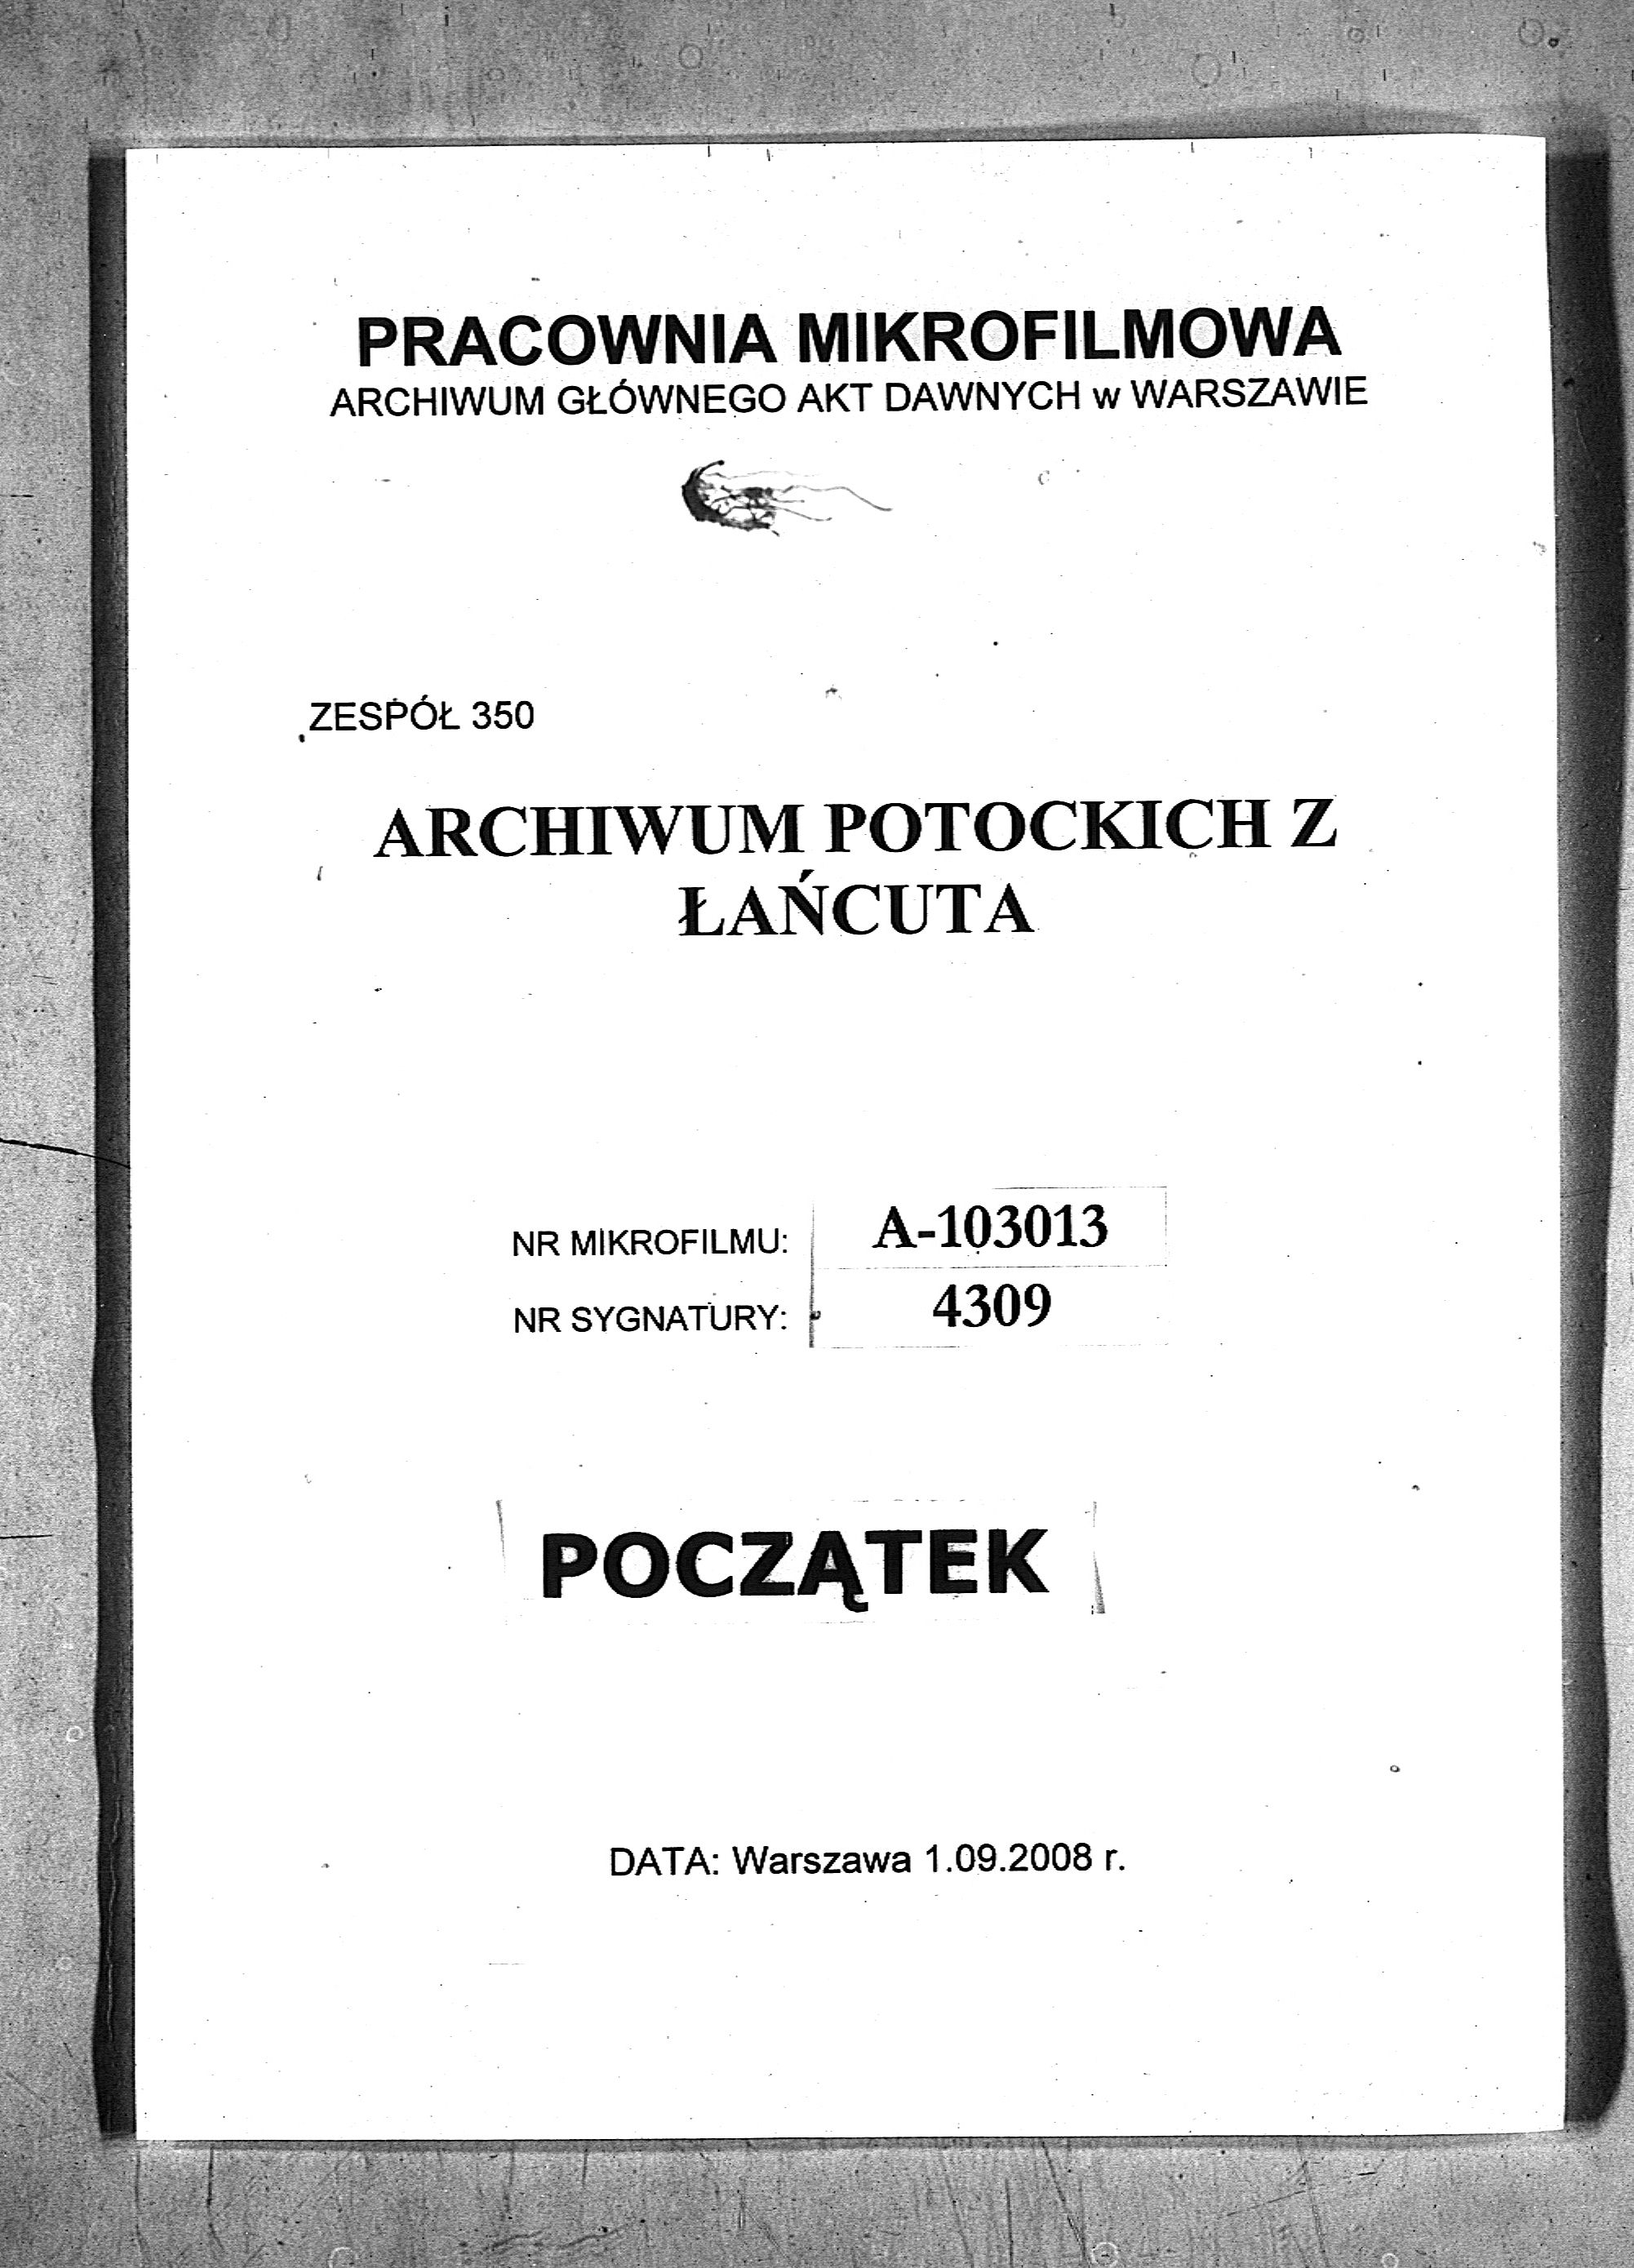 PRACOWNIA MIKROFILMOWA
ARCHIWUM GŁÓWNEGO AKT DAWNYCH w WARSZAWIE
ZESPÓŁ 350
ARCHIWUM POTOCKICH Z
ŁAŃCUTA
NR MIKROFILMU: A-103013
NR SYGNATURY: 4309
POCZĄTEK
DATA: Warszawa 1.09.2008 r.